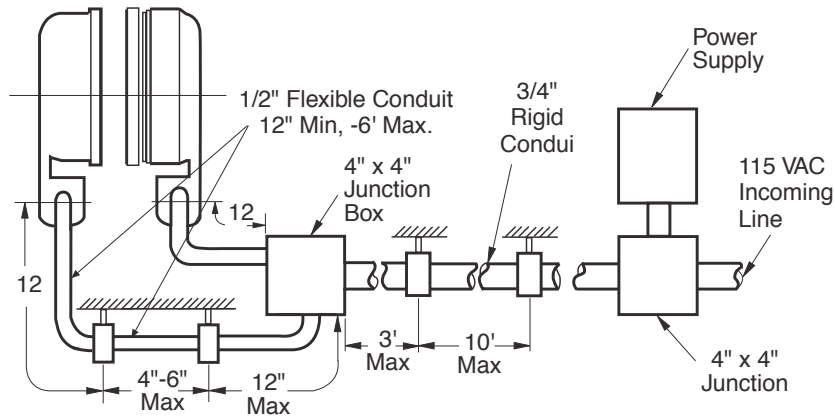 Power
Supply
1/2" Flexible Conduit
12" Min, -6' Max.
3/4"
Rigid
Condui
4" x 4"
Junction
Box
115 VAC
Incoming
Line
12
12
3'
Max
10'
Max
4"-6"
Max
12"
Max
4" x 4"
Junction